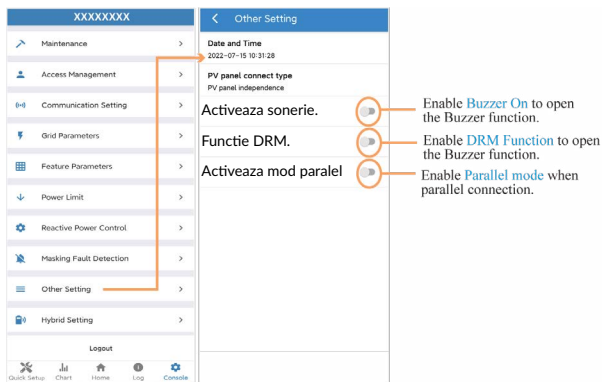 XXXXXXXX
Maintenance
Access Management
Communication Setting
Grid Parameters
Feature Parameters
Power Limit
Reactive Power Control
Masking Fault Detection
Other Setting
Hybrid Setting
Logout
Quick Setup Chart Home Log Console
Other Setting
Date and Time
2022-07-15 10:31:28
PV panel connect type
PV panel independence
Activeaza sonerie.
Functie DRM.
Activeaza mod paralel
Enable Buzzer On to open
the Buzzer function.
Enable DRM Function to open
the Buzzer function.
Enable Parallel mode when
parallel connection.